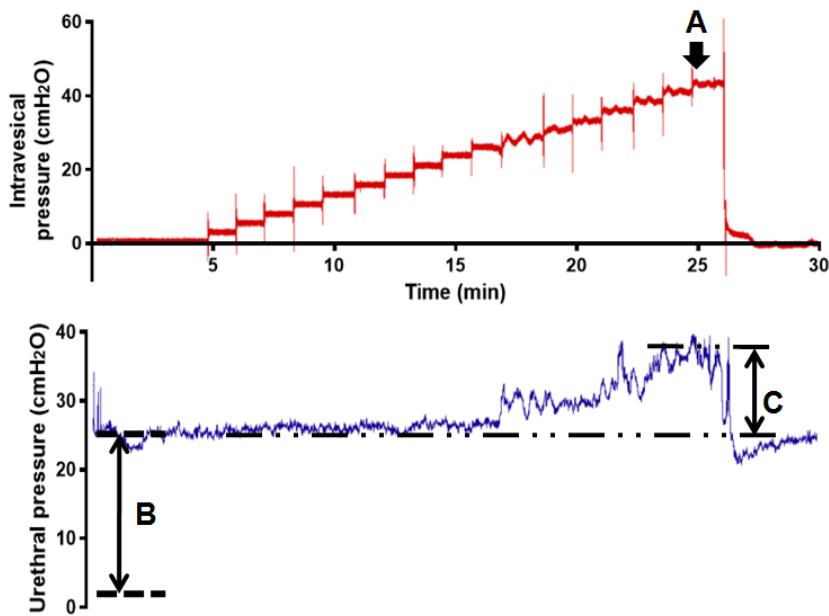 A
60
40
20
0
Intravesical
pressure (cmH2O)
5 10 15 20 25 30
Time (min)
40
30
20
10
0
Urethral pressure (cmH2O)
B
C